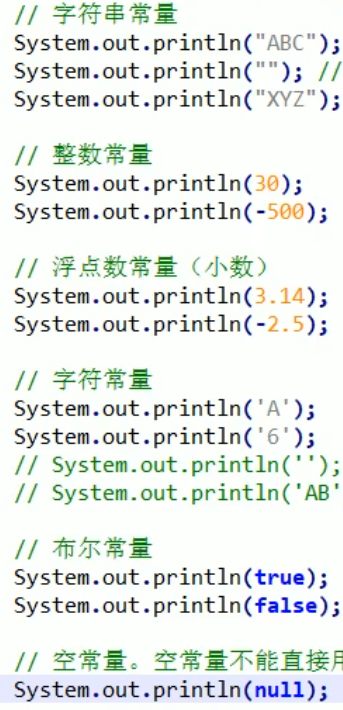 // 字符串常量
System.out.println("ABC");
System.out.println(""); //
System.out.println("XYZ");
// 整数常量
System.out.println(30);
System.out.println(-500);
// 浮点数常量（小数）
System.out.println(3.14);
System.out.println(-2.5);
// 字符常量
System.out.println('A');
System.out.println('6');
// System.out.println('');
// System.out.println('AB'
// 布尔常量
System.out.println(true);
System.out.println(false);
// 空常量。空常量不能直接用
System.out.println(null);